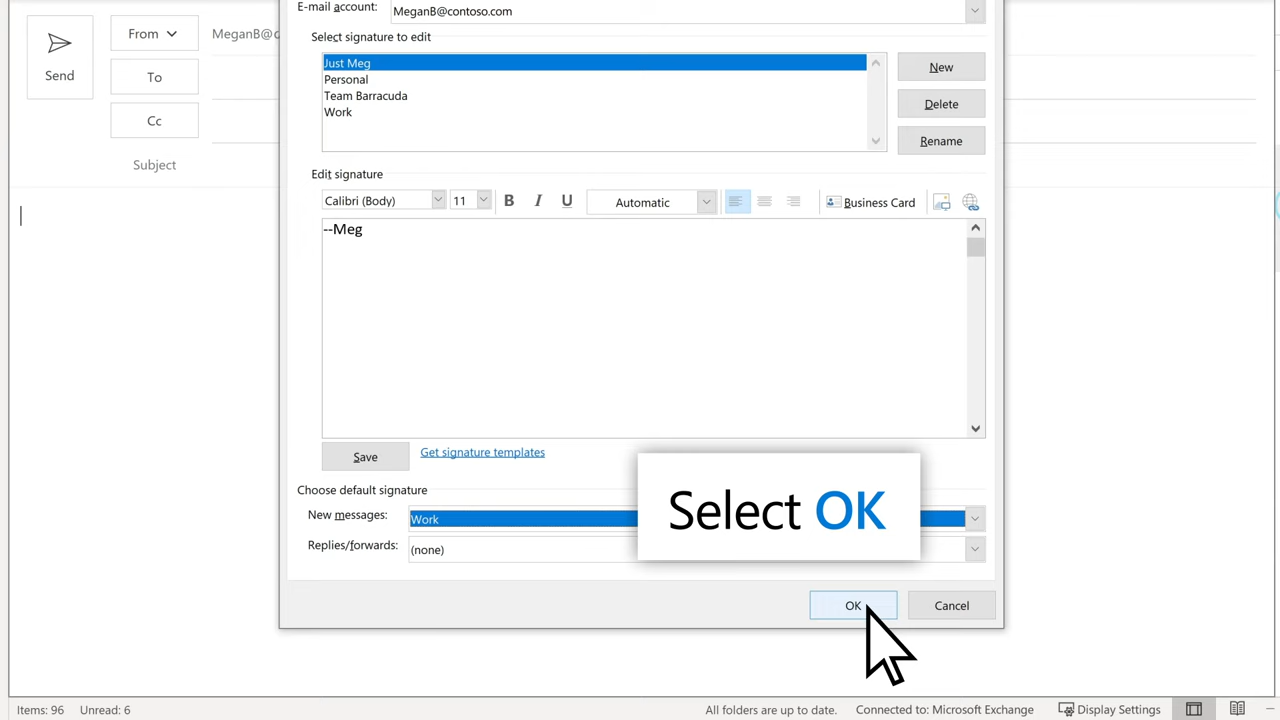 E-mail account: MeganB@contoso.com
Send
From
MeganB@c
To
Cc
Subject
Select signature to edit
Just Meg
Personal
Team Barracuda
Work
New
Delete
Rename
Edit signature
Calibri (Body) 11 B I U Automatic Business Card
--Meg
Save
Get signature templates
Choose default signature
New messages: Work
Replies/forwards: (none)
Select OK
OK
Cancel
Items: 96 Unread: 6 All folders are up to date. Connected to: Microsoft Exchange Display Settings